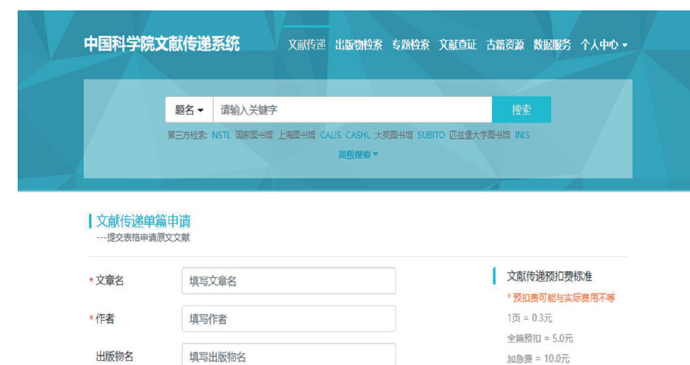 中国科学院文献传递系统
文献传递 出版物检索 专题检索 文献查证 古籍资源 数据服务 个人中心
题名 请输入关键字 搜索
第三方检索: NSTL 国家图书馆 上海图书馆 CALIS CASHL 大英图书馆 SUBITO 匹兹堡大学图书馆 INIS
高级搜索
文献传递单篇申请
---提交表格申请原文文献
* 文章名 填写文章名
* 作者 填写作者
出版物名 填写出版物名
文献传递预扣费标准
* 预扣费可能与实际费用不等
1页 = 0.3元
全篇预扣 = 5.0元
加急费 = 10.0元